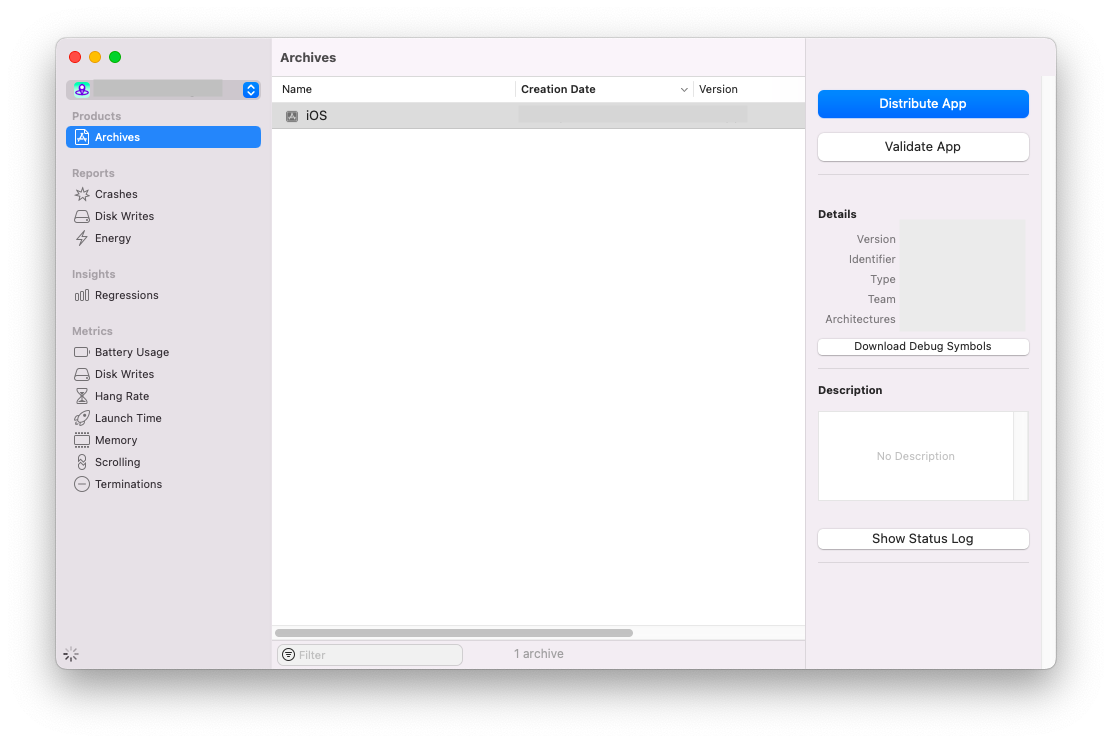 Products
Archives
Reports
Crashes
Disk Writes
Energy
Insights
Regressions
Metrics
Battery Usage
Disk Writes
Hang Rate
Launch Time
Memory
Scrolling
Terminations
Archives
Name Creation Date Version
iOS
Filter 1 archive
Distribute App
Validate App
Details
Version
Identifier
Type
Team
Architectures
Download Debug Symbols
Description
No Description
Show Status Log